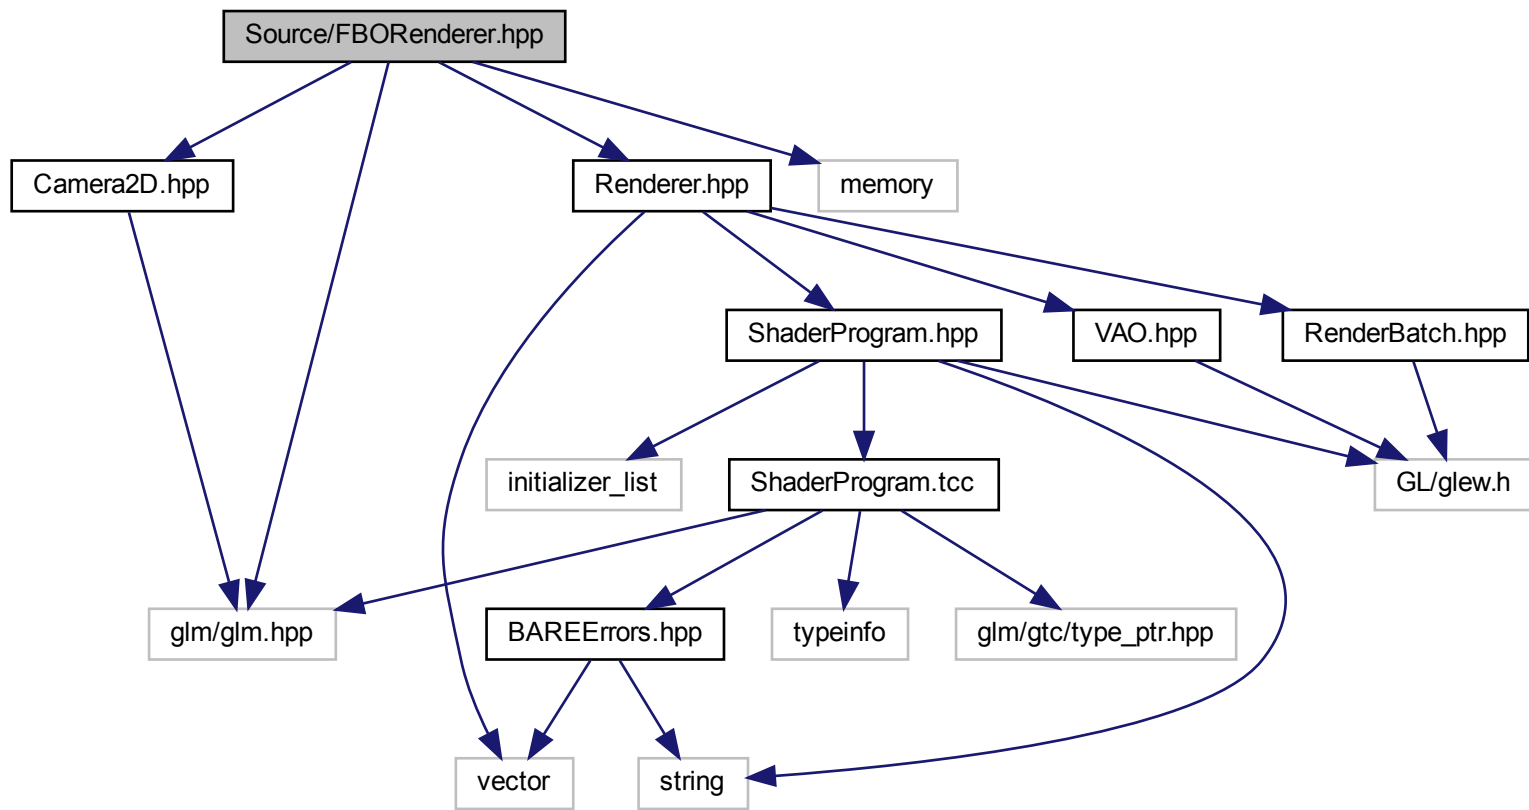 Source/FBORenderer.hpp
Camera2D.hpp
Renderer.hpp
memory
ShaderProgram.hpp
VAO.hpp
RenderBatch.hpp
initializer_list
ShaderProgram.tcc
GL/glew.h
glm/glm.hpp
BAREErrors.hpp
typeinfo
glm/gtc/type_ptr.hpp
vector
string